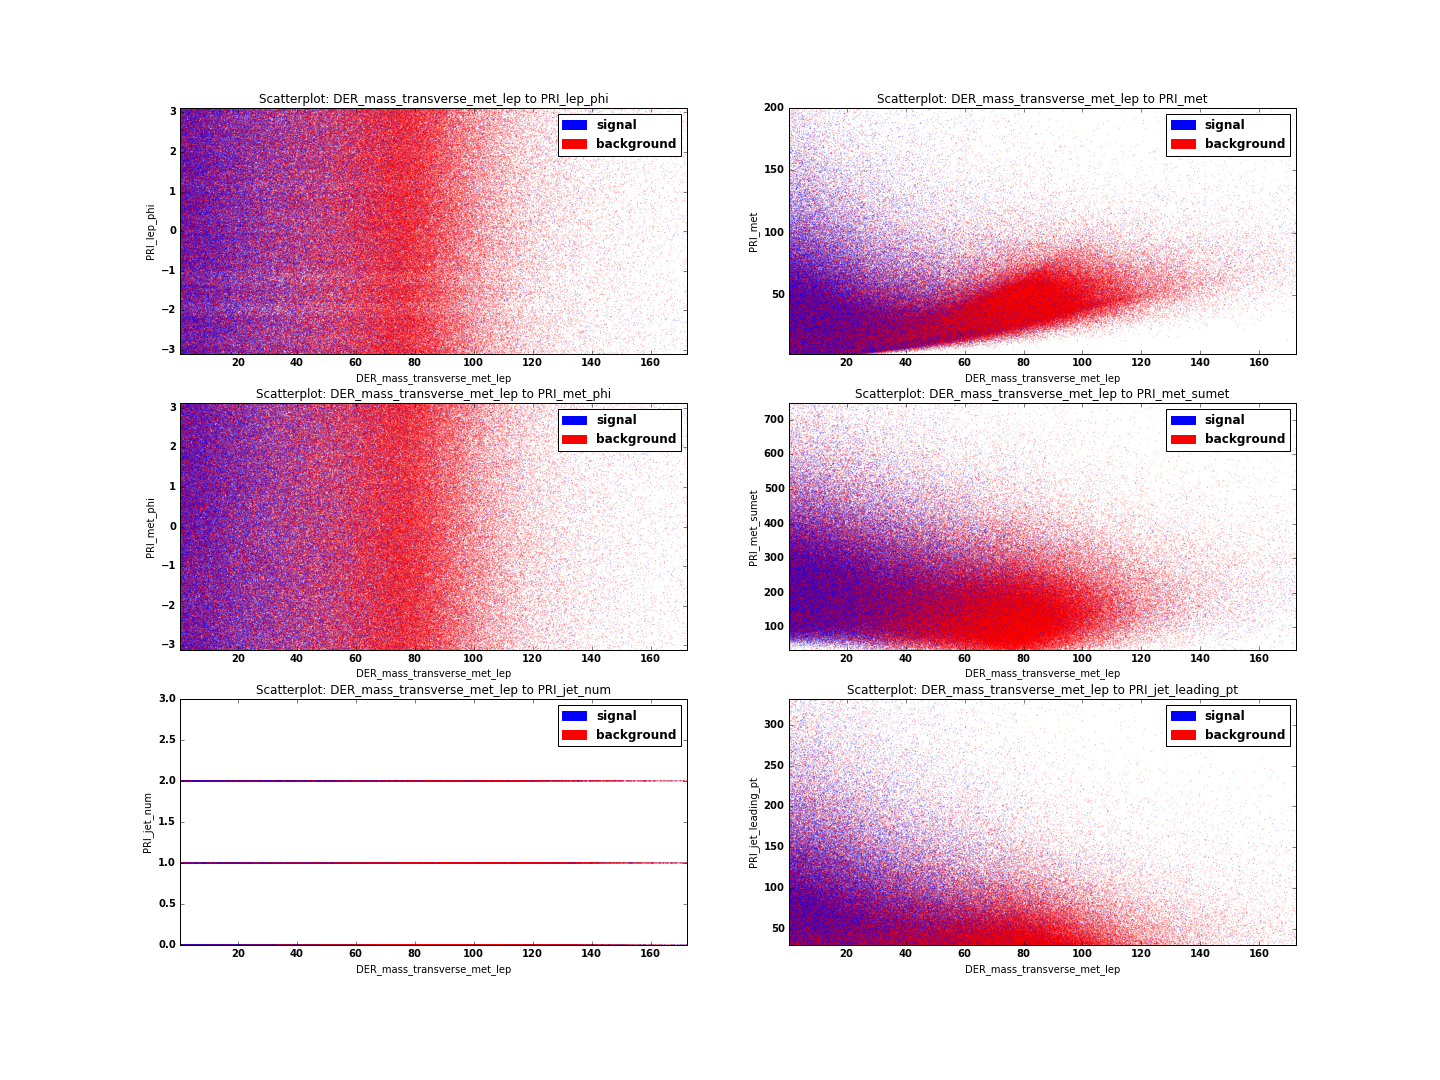 Scatterplot: DER_mass_transverse_met_lep to PRI_lep_phi
signal
background
3
2
1
0
−1
−2
−3
PRI_lep_phi
20 40 60 80 100 120 140 160
DER_mass_transverse_met_lep
Scatterplot: DER_mass_transverse_met_lep to PRI_met
signal
background
200
150
100
50
PRI_met
20 40 60 80 100 120 140 160
DER_mass_transverse_met_lep
Scatterplot: DER_mass_transverse_met_lep to PRI_met_phi
signal
background
3
2
1
0
−1
−2
−3
PRI_met_phi
20 40 60 80 100 120 140 160
DER_mass_transverse_met_lep
Scatterplot: DER_mass_transverse_met_lep to PRI_met_sumet
signal
background
700
600
500
400
300
200
100
PRI_met_sumet
20 40 60 80 100 120 140 160
DER_mass_transverse_met_lep
Scatterplot: DER_mass_transverse_met_lep to PRI_jet_num
signal
background
3.0
2.5
2.0
1.5
1.0
0.5
0.0
PRI_jet_num
20 40 60 80 100 120 140 160
DER_mass_transverse_met_lep
Scatterplot: DER_mass_transverse_met_lep to PRI_jet_leading_pt
signal
background
300
250
200
150
100
50
PRI_jet_leading_pt
20 40 60 80 100 120 140 160
DER_mass_transverse_met_lep